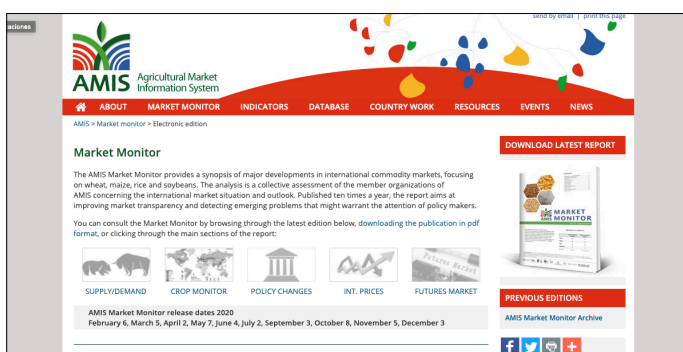 send by email | print this page
aciones
AMIS Agricultural Market
Information System
ABOUT MARKET MONITOR INDICATORS DATABASE COUNTRY WORK RESOURCES EVENTS NEWS
AMIS > Market monitor > Electronic edition
Market Monitor
The AMIS Market Monitor provides a synopsis of major developments in international commodity markets, focusing
on wheat, maize, rice and soybeans. The analysis is a collective assessment of the member organizations of
AMIS concerning the international market situation and outlook. Published ten times a year, the report aims at
improving market transparency and detecting emerging problems that might warrant the attention of policy makers.
You can consult the Market Monitor by browsing through the latest edition below, downloading the publication in pdf
format, or clicking through the main sections of the report:
Futures Market
SUPPLY/DEMAND CROP MONITOR POLICY CHANGES INT. PRICES FUTURES MARKET
AMIS Market Monitor release dates 2020
February 6, March 5, April 2, May 7, June 4, July 2, September 3, October 8, November 5, December 3
DOWNLOAD LATEST REPORT
AMIS MARKET
MONITOR
PREVIOUS EDITIONS
AMIS Market Monitor Archive